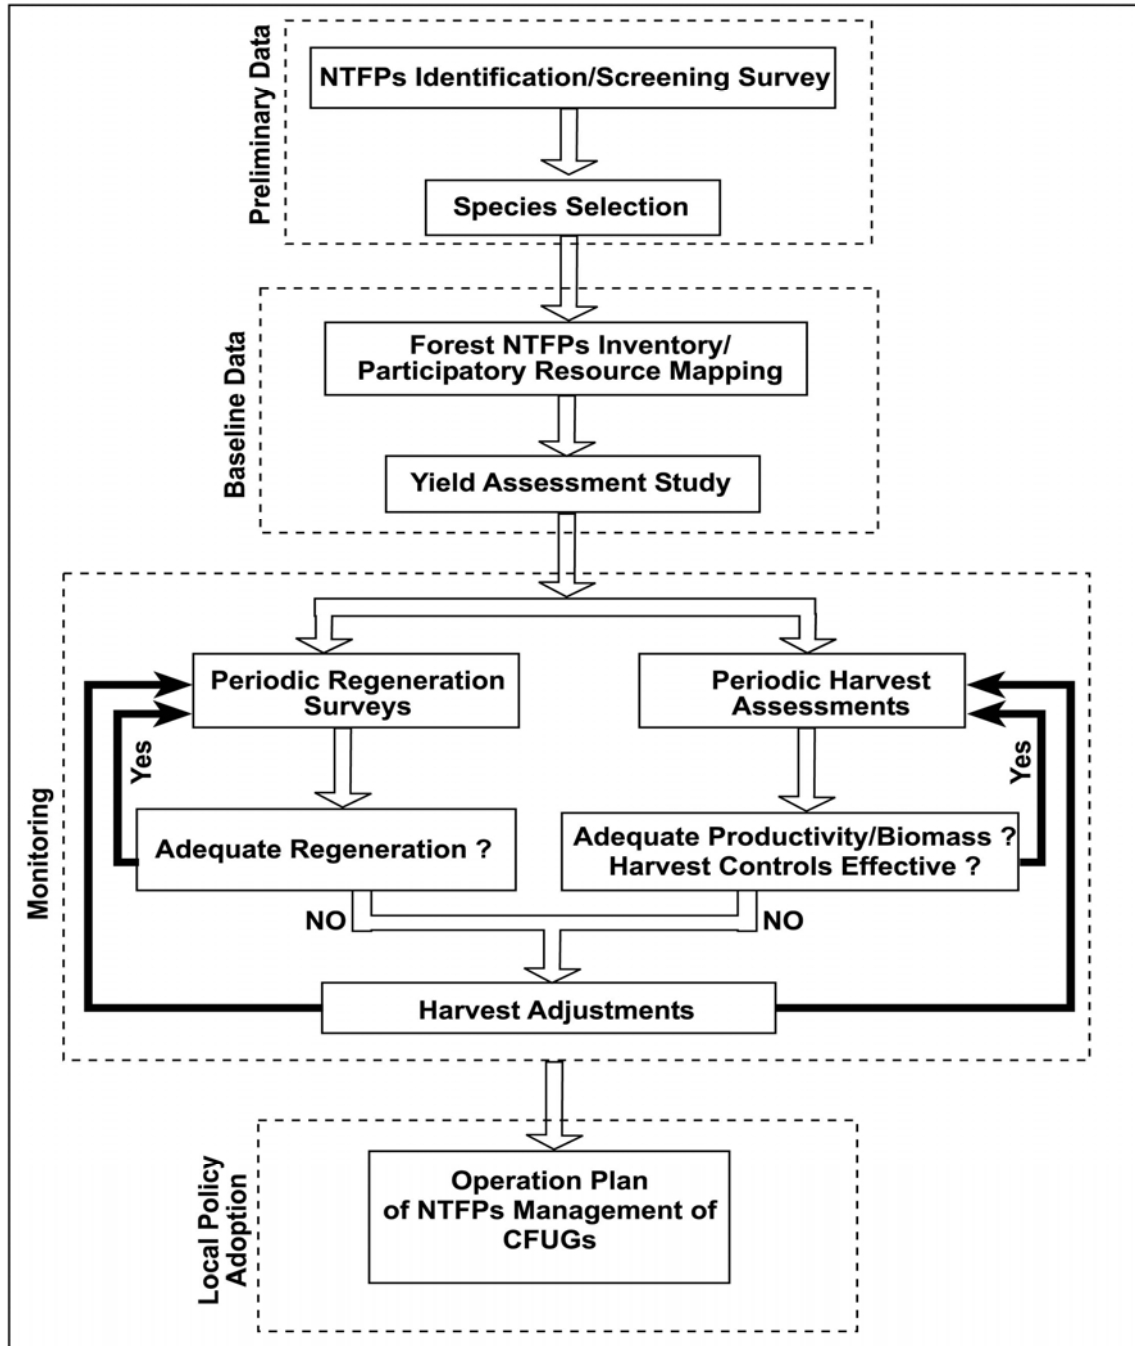 Preliminary Data
NTFPs Identification/Screening Survey
Species Selection
Baseline Data
Forest NTFPs Inventory/
Participatory Resource Mapping
Yield Assessment Study
Monitoring
Periodic Regeneration
Surveys
Periodic Harvest
Assessments
Yes
Yes
Adequate Regeneration ?
Adequate Productivity/Biomass ?
Harvest Controls Effective ?
NO
NO
Harvest Adjustments
Local Policy
Adoption
Operation Plan
of NTFPs Management of
CFUGs